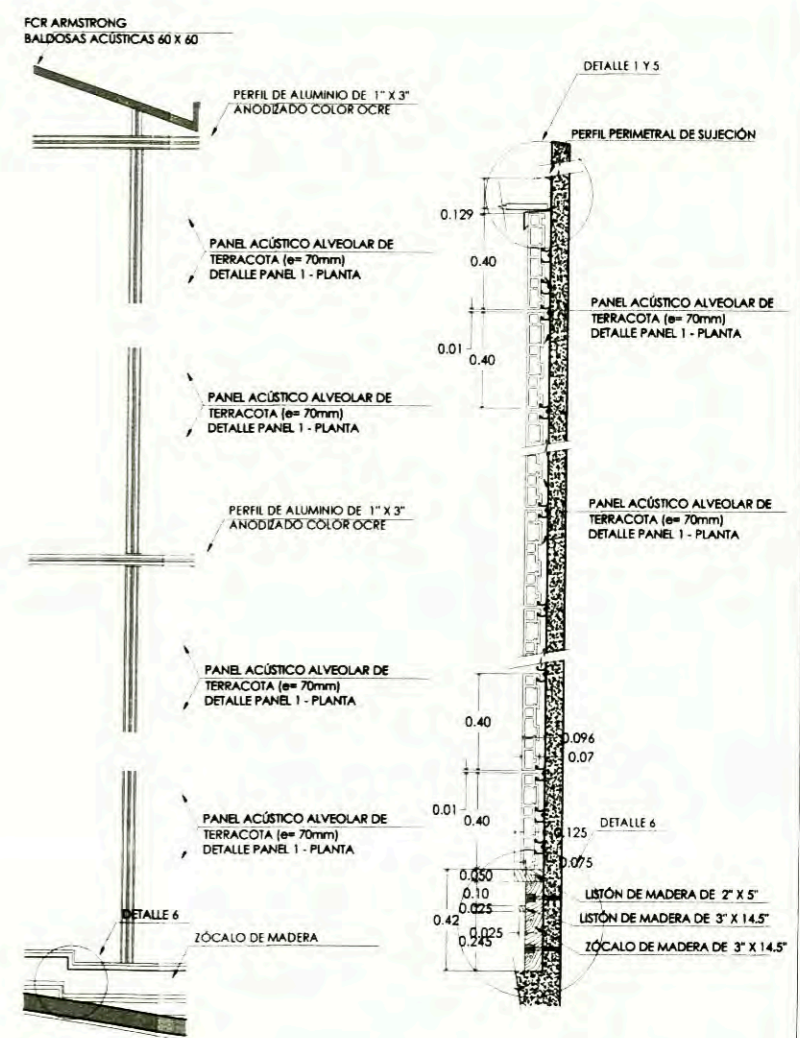 FCR ARMSTRONG
BALDOSAS ACÚSTICAS 60 X 60
PERFIL DE ALUMINIO DE 1" X 3"
ANODIZADO COLOR OCRE
PANEL ACÚSTICO ALVEOLAR DE
TERRACOTA (e= 70mm)
DETALLE PANEL 1 - PLANTA
PANEL ACÚSTICO ALVEOLAR DE
TERRACOTA (e= 70mm)
DETALLE PANEL 1 - PLANTA
PERFIL DE ALUMINIO DE 1" X 3"
ANODIZADO COLOR OCRE
PANEL ACÚSTICO ALVEOLAR DE
TERRACOTA (e= 70mm)
DETALLE PANEL 1 - PLANTA
PANEL ACÚSTICO ALVEOLAR DE
TERRACOTA (e= 70mm)
DETALLE PANEL 1 - PLANTA
DETALLE 6
ZÓCALO DE MADERA
DETALLE 1 Y 5
PERFIL PERIMETRAL DE SUJECIÓN
0.129
0.40
PANEL ACÚSTICO ALVEOLAR DE
TERRACOTA (e= 70mm)
DETALLE PANEL 1 - PLANTA
0.01
0.40
PANEL ACÚSTICO ALVEOLAR DE
TERRACOTA (e= 70mm)
DETALLE PANEL 1 - PLANTA
0.40
0.096
0.07
0.01
0.40
DETALLE 6
0.125
0.075
0.050
0.10
0.025
0.42
0.025
0.245
LISTÓN DE MADERA DE 2" X 5"
LISTÓN DE MADERA DE 3" X 14.5"
ZÓCALO DE MADERA DE 3" X 14.5"